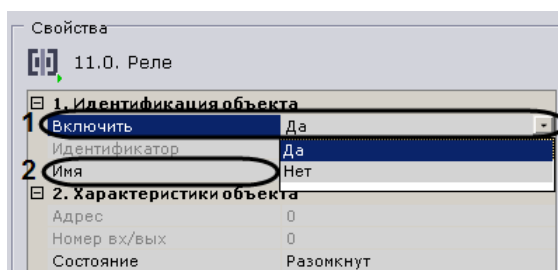 Свойства
11.0. Реле
1. Идентификация объекта
1 Включить Да
Идентификатор Да
2 Имя Нет
2. Характеристики объекта
Адрес 0
Номер вх/вых 0
Состояние Разомкнут